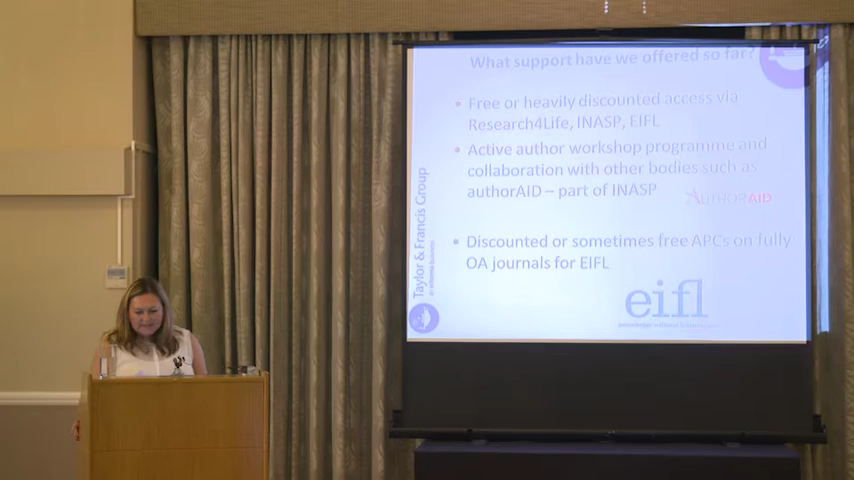 What support have we offered so far?
• Free or heavily discounted access via
Research4Life, INASP, EIFL
• Active author workshop programme and
collaboration with other bodies such as
authorAID – part of INASP
AUTHORAID
▪ Discounted or sometimes free APCs on fully
OA journals for EIFL
eifl
Taylor & Francis Group